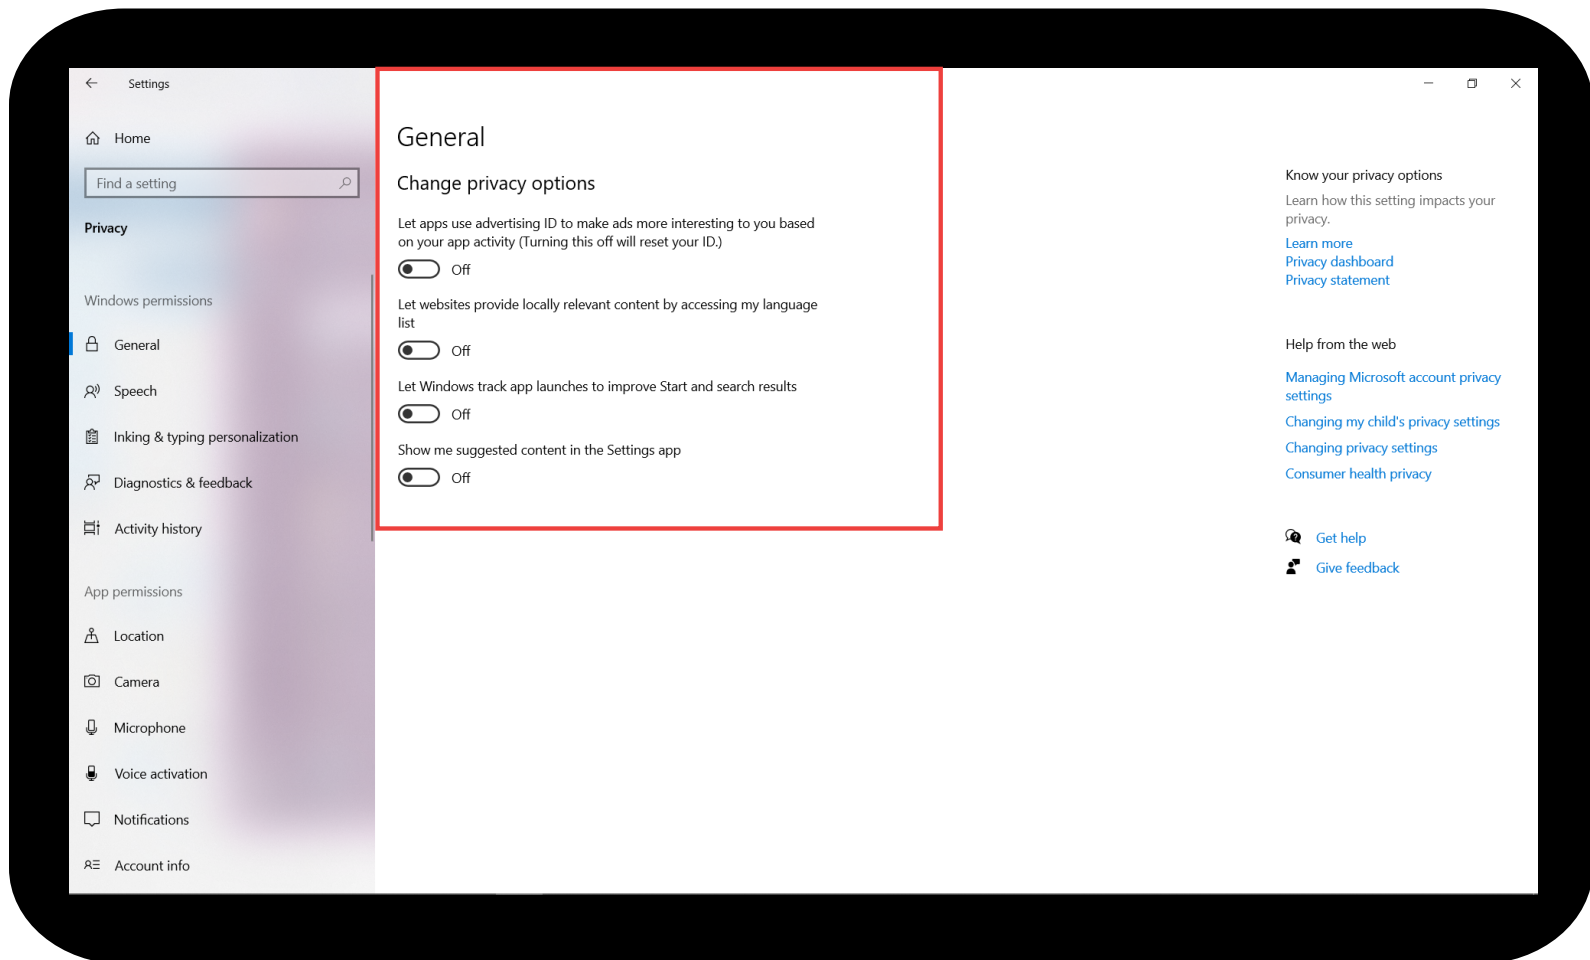 Settings
Home
Find a setting
Privacy
Windows permissions
General
Speech
Inking & typing personalization
Diagnostics & feedback
Activity history
App permissions
Location
Camera
Microphone
Voice activation
Notifications
Account info
General
Change privacy options
Let apps use advertising ID to make ads more interesting to you based
on your app activity (Turning this off will reset your ID.)
Off
Let websites provide locally relevant content by accessing my language
list
Off
Let Windows track app launches to improve Start and search results
Off
Show me suggested content in the Settings app
Off
Know your privacy options
Learn how this setting impacts your
privacy.
Learn more
Privacy dashboard
Privacy statement
Help from the web
Managing Microsoft account privacy
settings
Changing my child's privacy settings
Changing privacy settings
Consumer health privacy
Get help
Give feedback